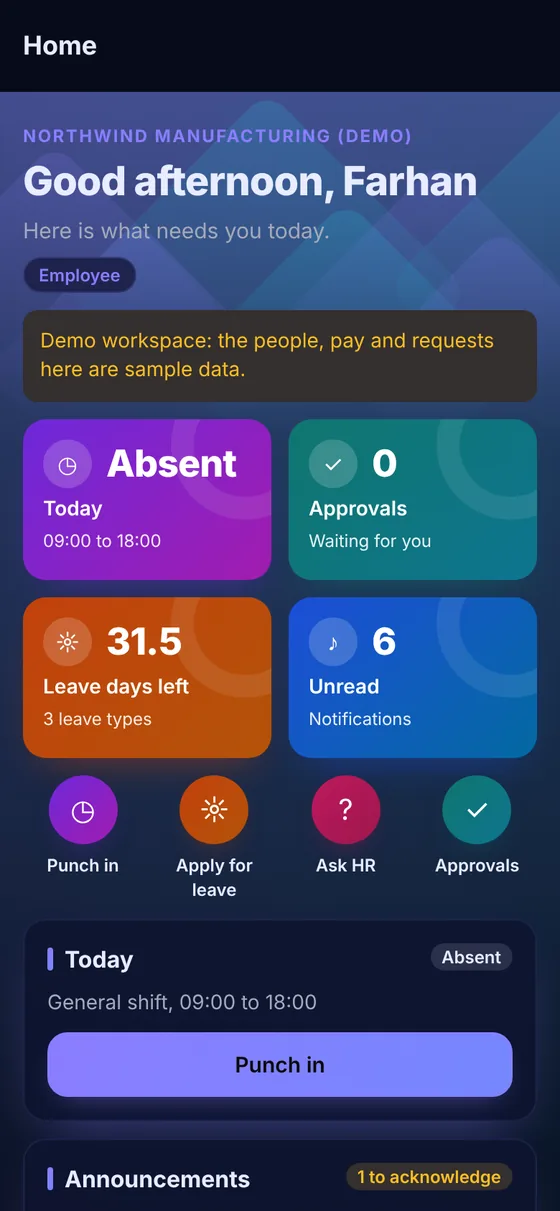 Home
NORTHWIND MANUFACTURING (DEMO)
Good afternoon, Farhan
Here is what needs you today.
Employee
Demo workspace: the people, pay and requests
here are sample data.
Absent
Today
09:00 to 18:00
0
Approvals
Waiting for you
31.5
Leave days left
3 leave types
6
Unread
Notifications
?
Punch in
Apply for
leave
Ask HR
Approvals
Today
Absent
General shift, 09:00 to 18:00
Punch in
Announcements
1 to acknowledge